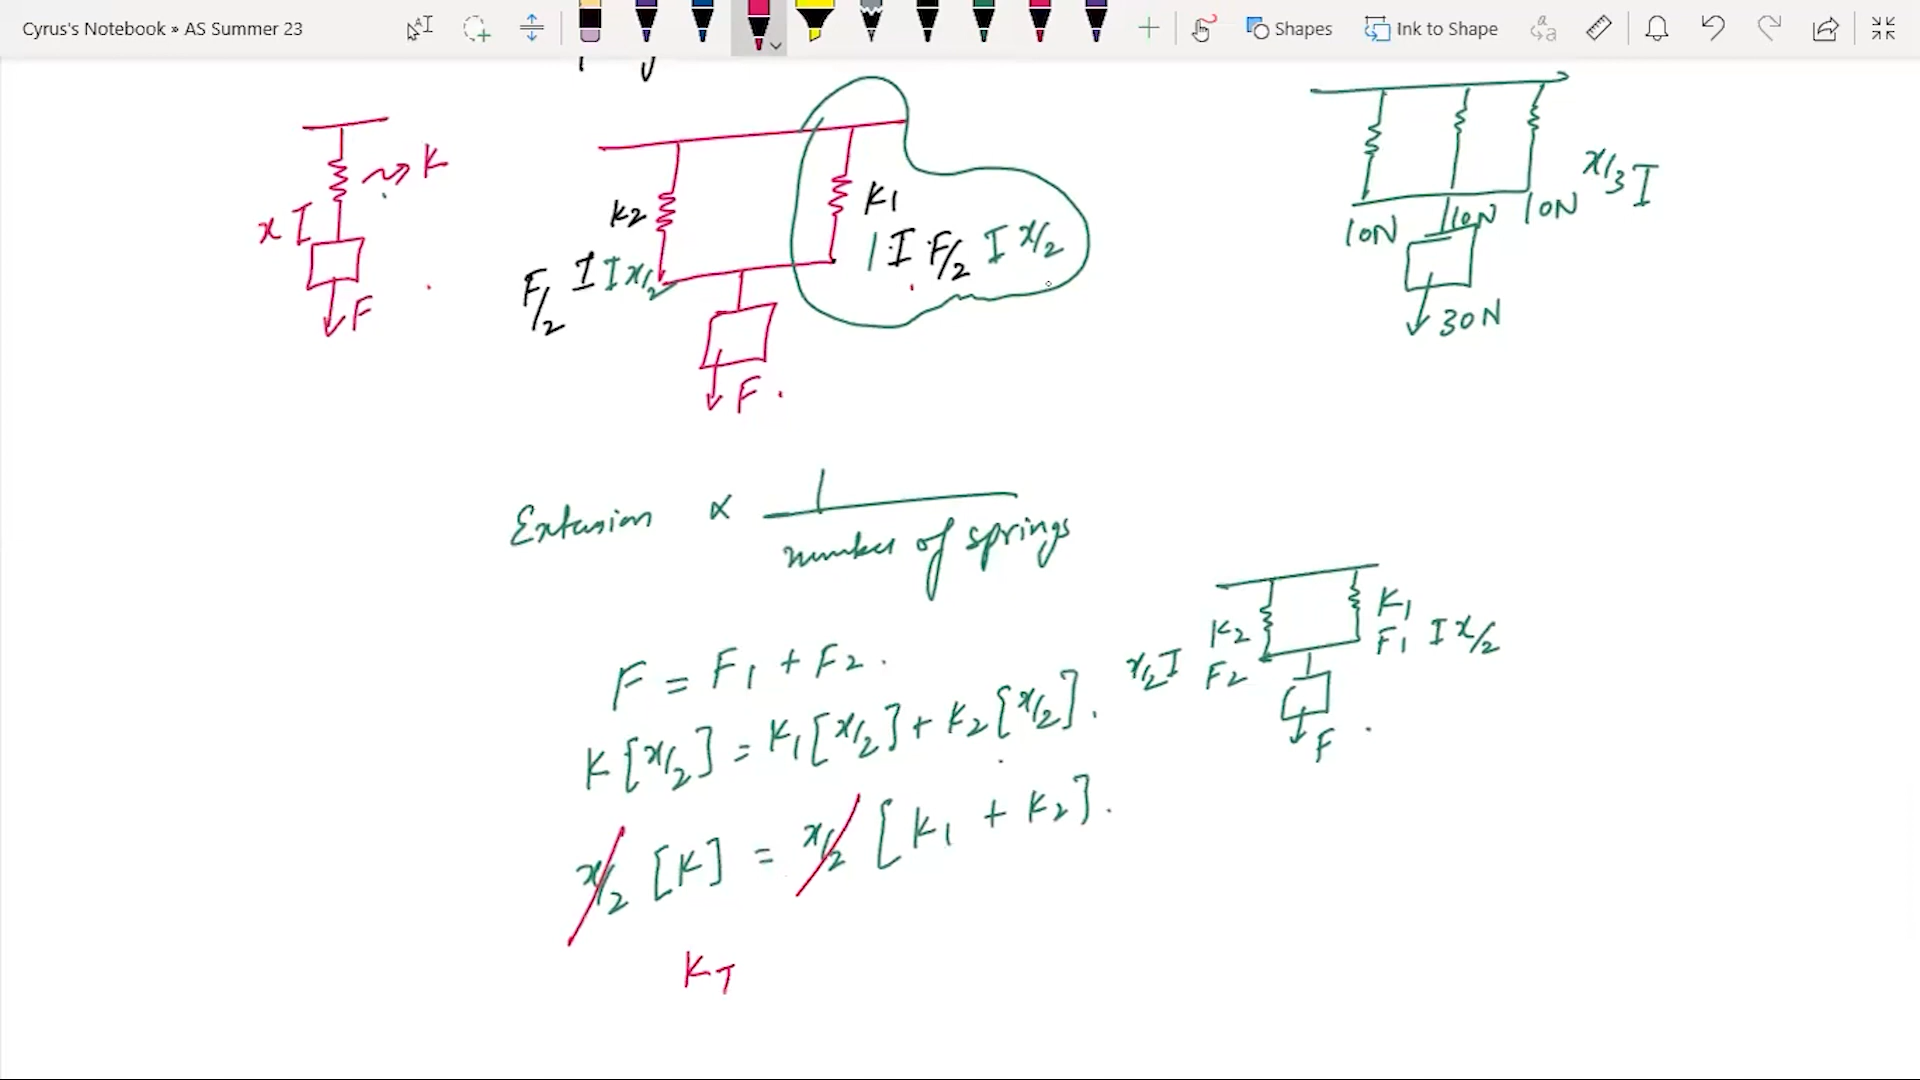 Cyrus's Notebook » AS Summer 23
Shapes
Ink to Shape
K
x
F
K2
K1
F/2
x/2
F/2
x/2
F
x/3
10N
10N
10N
30N
Extension ∝ 1
number of springs
K1
K2
F1
x/2
x/2
F2
F
F = F1 + F2.
K[x/2] = K1[x/2] + K2[x/2].
x/2 [K] = x/2 [K1 + K2].
KT